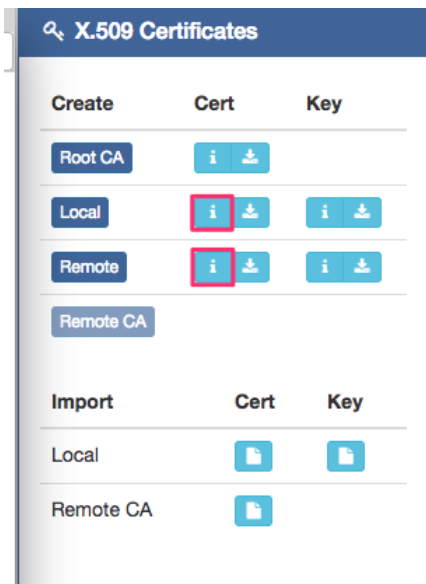 X.509 Certificates
Create Cert Key
Root CA i
Local i i
Remote i i
Remote CA
Import Cert Key
Local
Remote CA